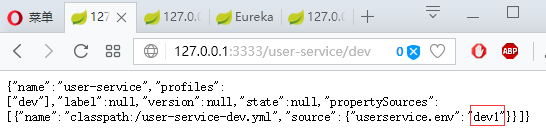 菜单
127.0
127.0.0.1
Eureka
127.0.
127.0.0.1:3333/user-service/dev
0
ABP
{"name":"user-service","profiles":
["dev"],"label":null,"version":null,"state":null,"propertySources":
[{"name":"classpath:/user-service-dev.yml","source":{"userservice.env":"dev1"}}]}